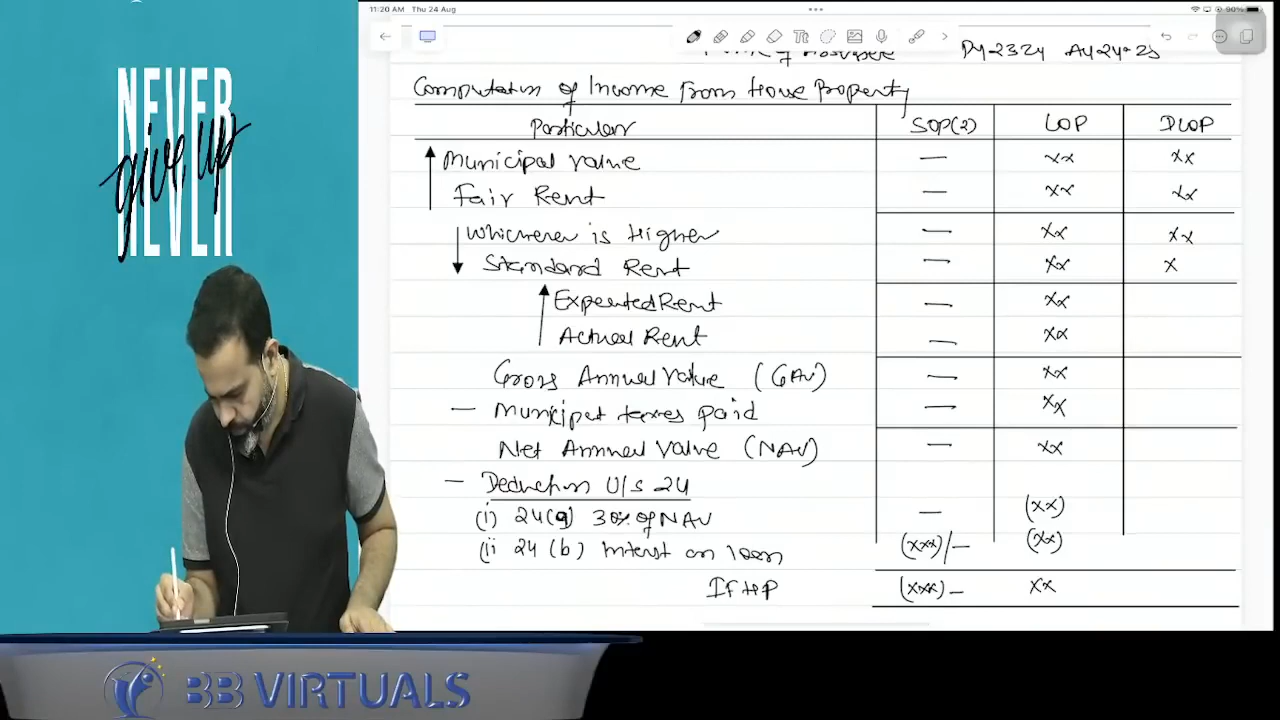 11:20 AM Thu 24 Aug
90%
PY 23 24 AY 24-25
NEVER
give up
NEVER
Computation of Income from House Property
Particular SOP(2) LOP DLOP
Municipal Value — xx xx
Fair Rent — xx xx
Whichever is Higher — xx xx
Standard Rent — xx x
Expected Rent — xx
Actual Rent — xx
Gross Annual Value (GAV) — xx
— Municipal taxes paid — xx
Net Annual Value (NAV) — xx
— Deductions U/s 24
(i) 24(a) 30% of NAV — (xx)
(ii 24 (b) Interest on loan (xxx)/— (xx)
IFHP (xxx)— xx
BB VIRTUALS